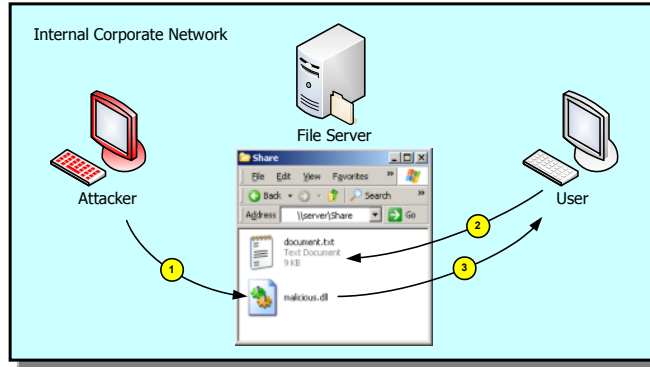 Internal Corporate Network
File Server
Attacker
User
Share
File Edit View Favorites »
Back Search »
Address \\server\Share Go
document.txt
Text Document
9 KB
malicious.dll
1
2
3